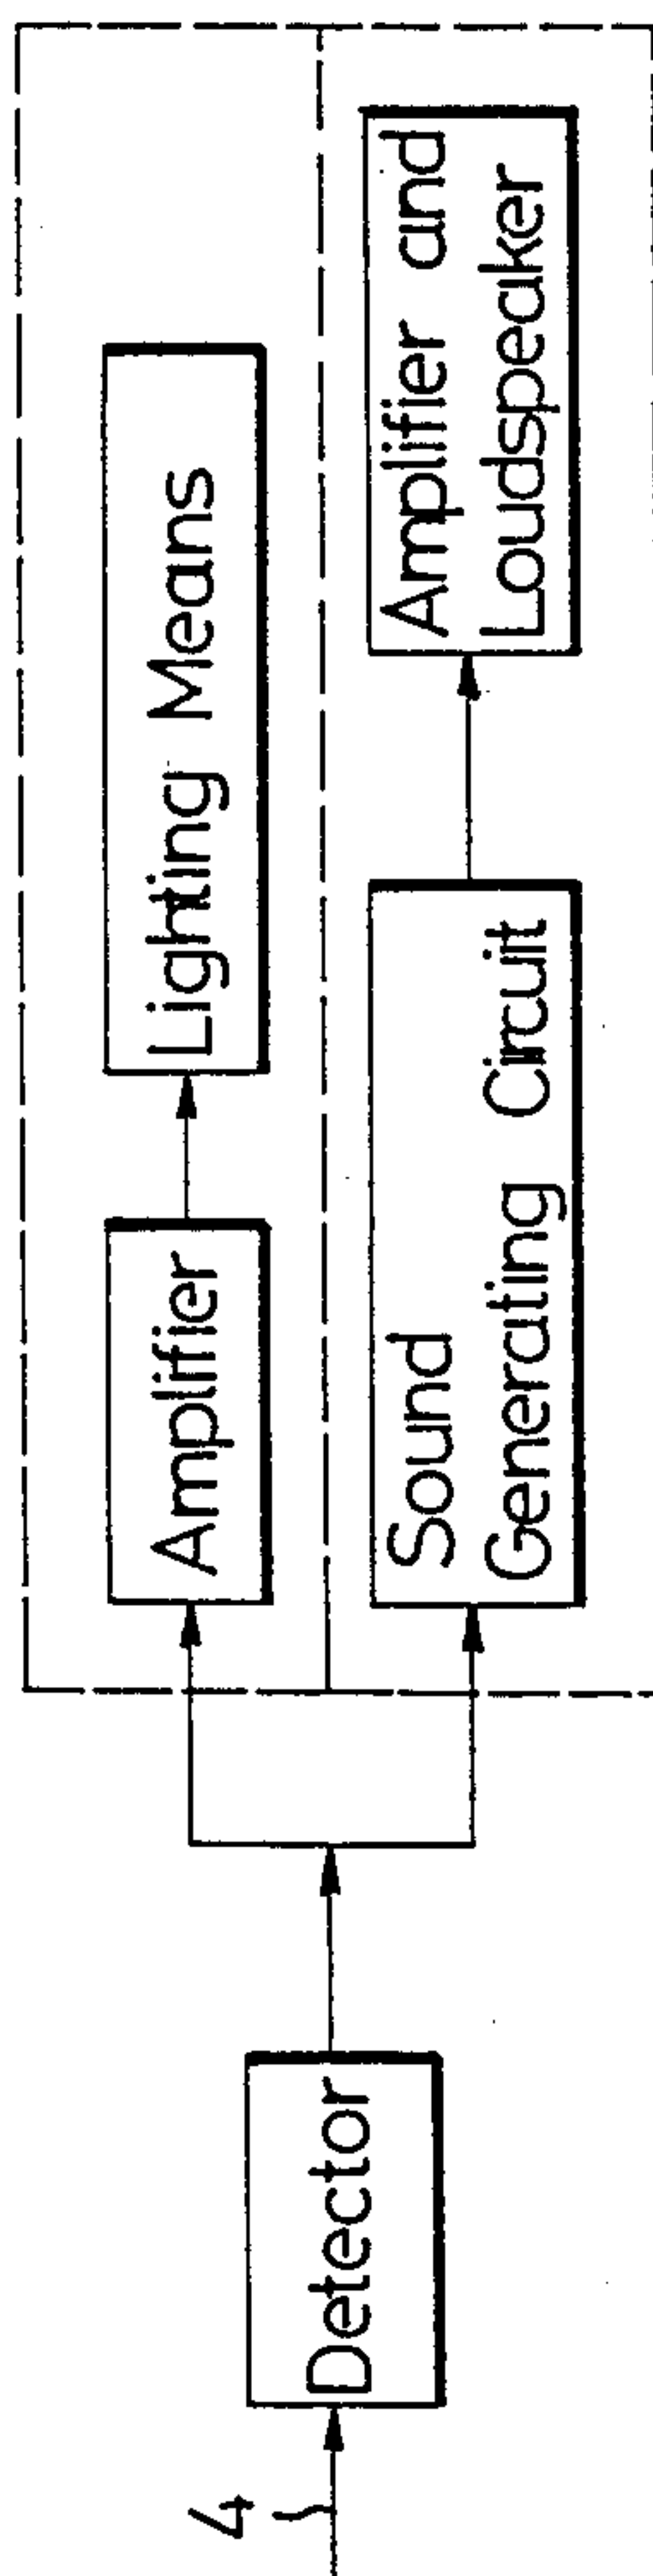 4
Detector
Amplifier
Lighting Means
Sound
Generating Circuit
Amplifier and
Loudspeaker